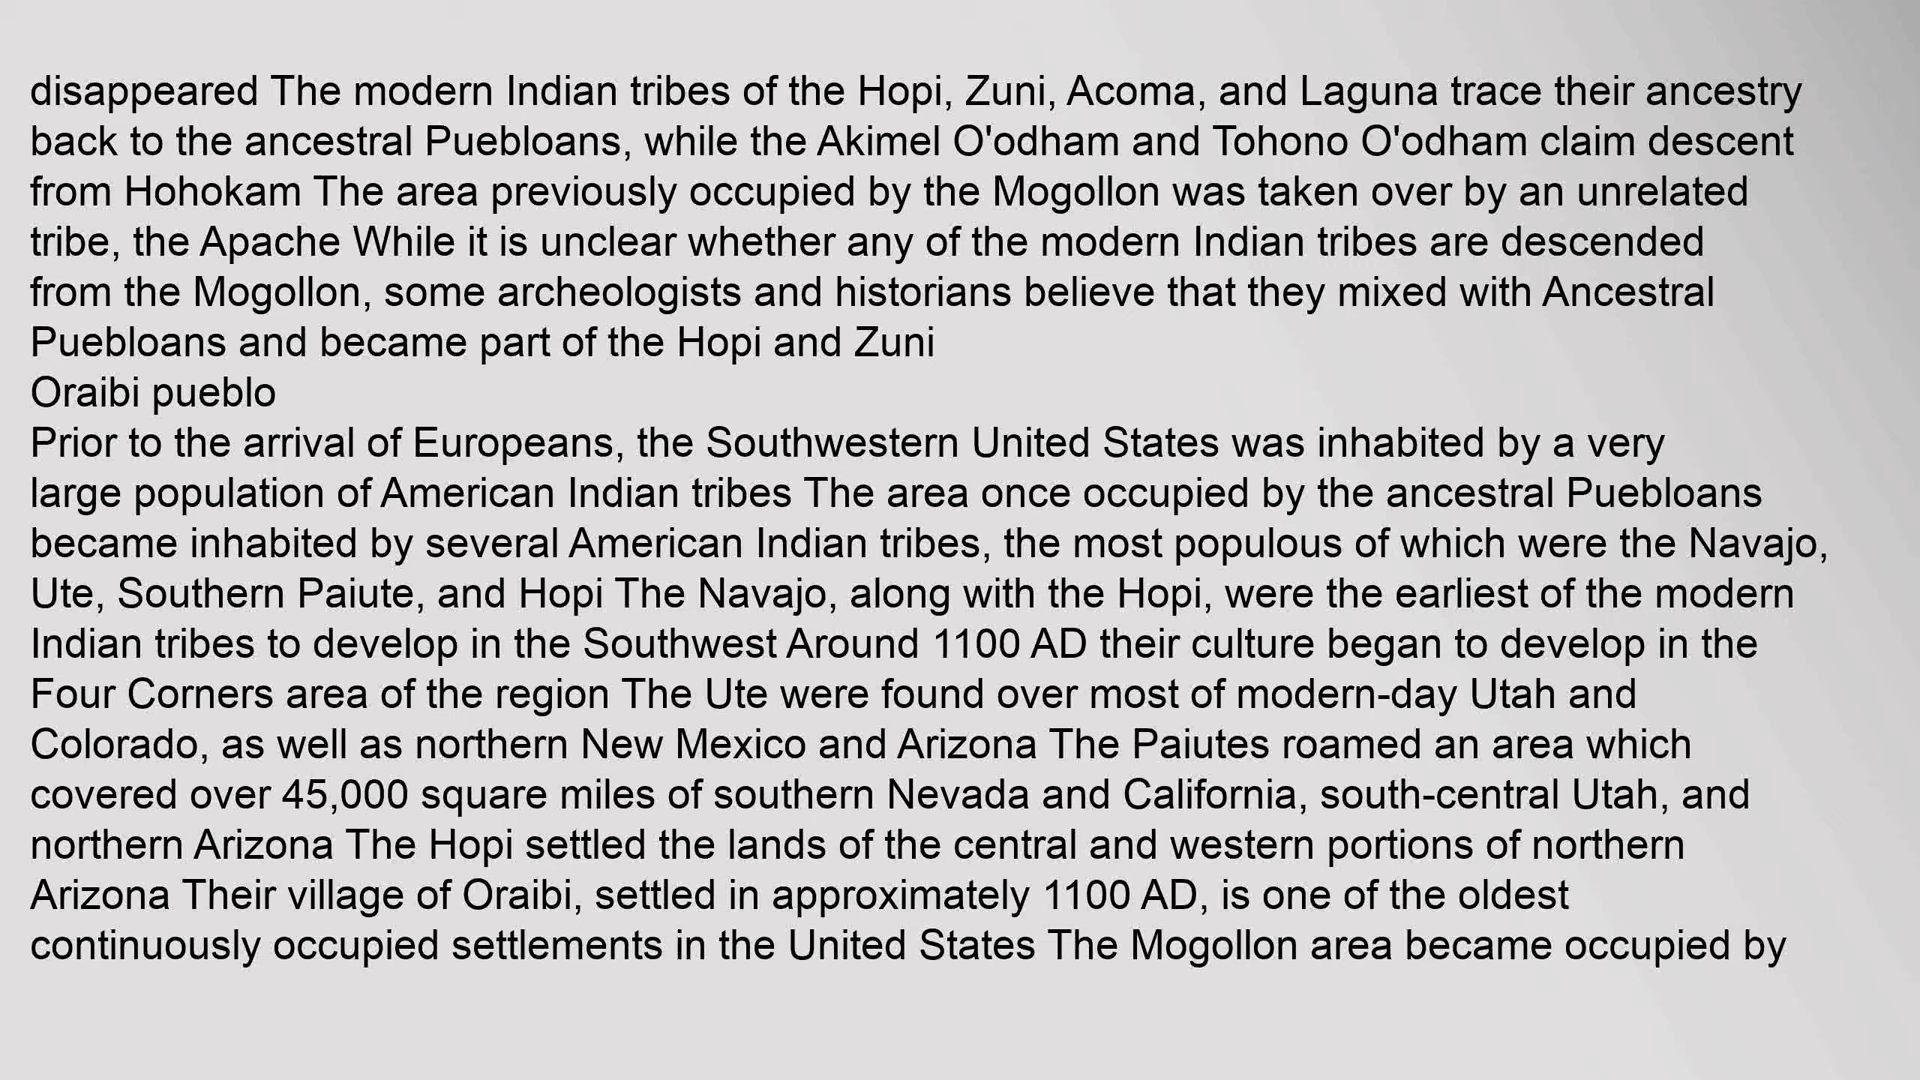 disappeared The modern Indian tribes of the Hopi, Zuni, Acoma, and Laguna trace their ancestry
back to the ancestral Puebloans, while the Akimel O'odham and Tohono O'odham claim descent
from Hohokam The area previously occupied by the Mogollon was taken over by an unrelated
tribe, the Apache While it is unclear whether any of the modern Indian tribes are descended
from the Mogollon, some archeologists and historians believe that they mixed with Ancestral
Puebloans and became part of the Hopi and Zuni
Oraibi pueblo
Prior to the arrival of Europeans, the Southwestern United States was inhabited by a very
large population of American Indian tribes The area once occupied by the ancestral Puebloans
became inhabited by several American Indian tribes, the most populous of which were the Navajo,
Ute, Southern Paiute, and Hopi The Navajo, along with the Hopi, were the earliest of the modern
Indian tribes to develop in the Southwest Around 1100 AD their culture began to develop in the
Four Corners area of the region The Ute were found over most of modern-day Utah and
Colorado, as well as northern New Mexico and Arizona The Paiutes roamed an area which
covered over 45,000 square miles of southern Nevada and California, south-central Utah, and
northern Arizona The Hopi settled the lands of the central and western portions of northern
Arizona Their village of Oraibi, settled in approximately 1100 AD, is one of the oldest
continuously occupied settlements in the United States The Mogollon area became occupied by